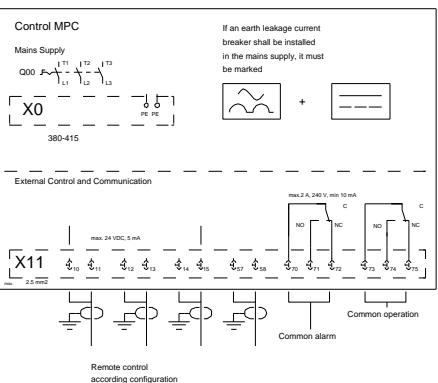 Control MPC
Mains Supply
Q00
T1 T2 T3
L1 L2 L3
X0
PE PE
380-415
If an earth leakage current
breaker shall be installed
in the mains supply, it must
be marked
+
External Control and Communication
max.2 A, 240 V, min 10 mA
C
C
NO NC
NO NC
max. 24 VDC, 5 mA
X11
10 11 12 13 14 15 57 58 70 71 72 73 74 75
max. 2.5 mm2
Common operation
Common alarm
Remote control
according configuration